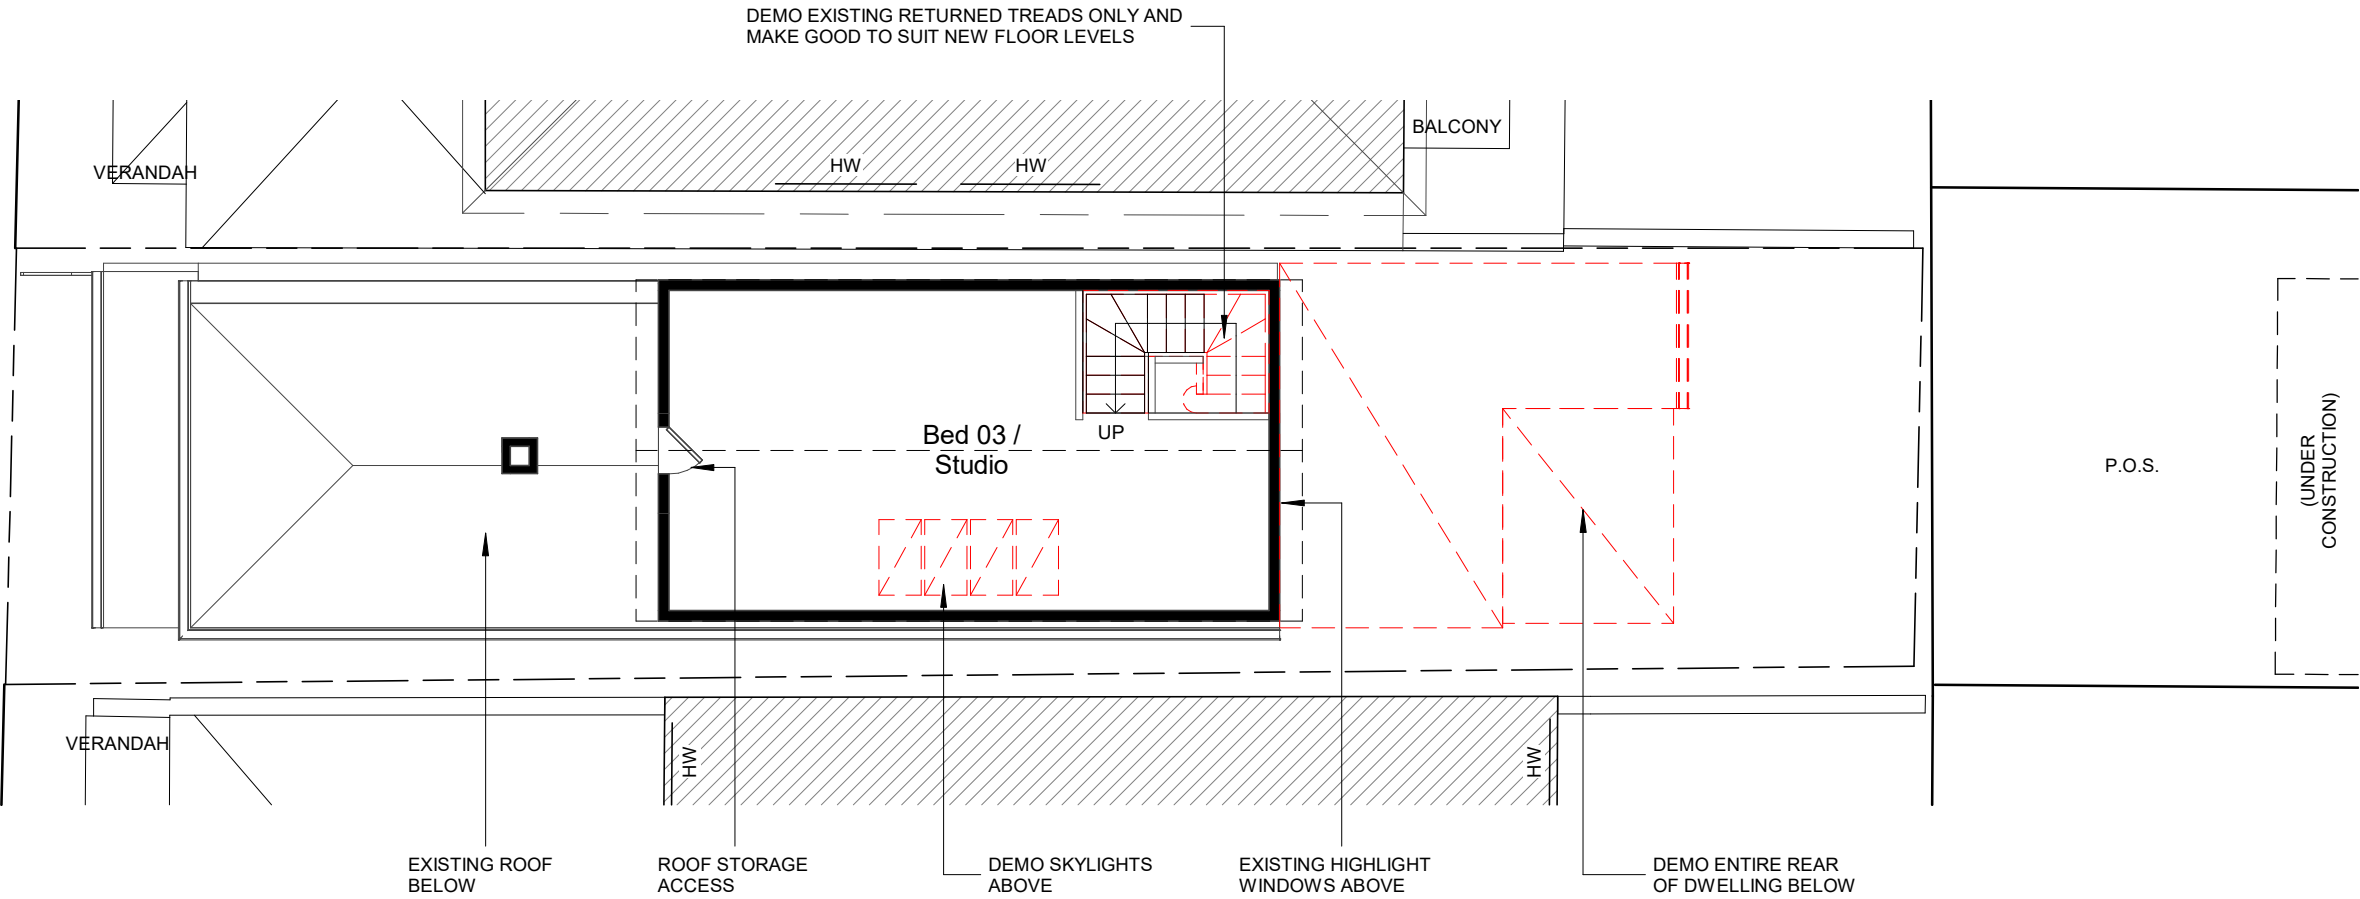 DEMO EXISTING RETURNED TREADS ONLY AND
MAKE GOOD TO SUIT NEW FLOOR LEVELS
BALCONY
VERANDAH
HW
HW
UP
Bed 03 /
Studio
P.O.S.
(UNDER
CONSTRUCTION)
VERANDAH
HW
HW
EXISTING ROOF
BELOW
ROOF STORAGE
ACCESS
DEMO SKYLIGHTS
ABOVE
EXISTING HIGHLIGHT
WINDOWS ABOVE
DEMO ENTIRE REAR
OF DWELLING BELOW